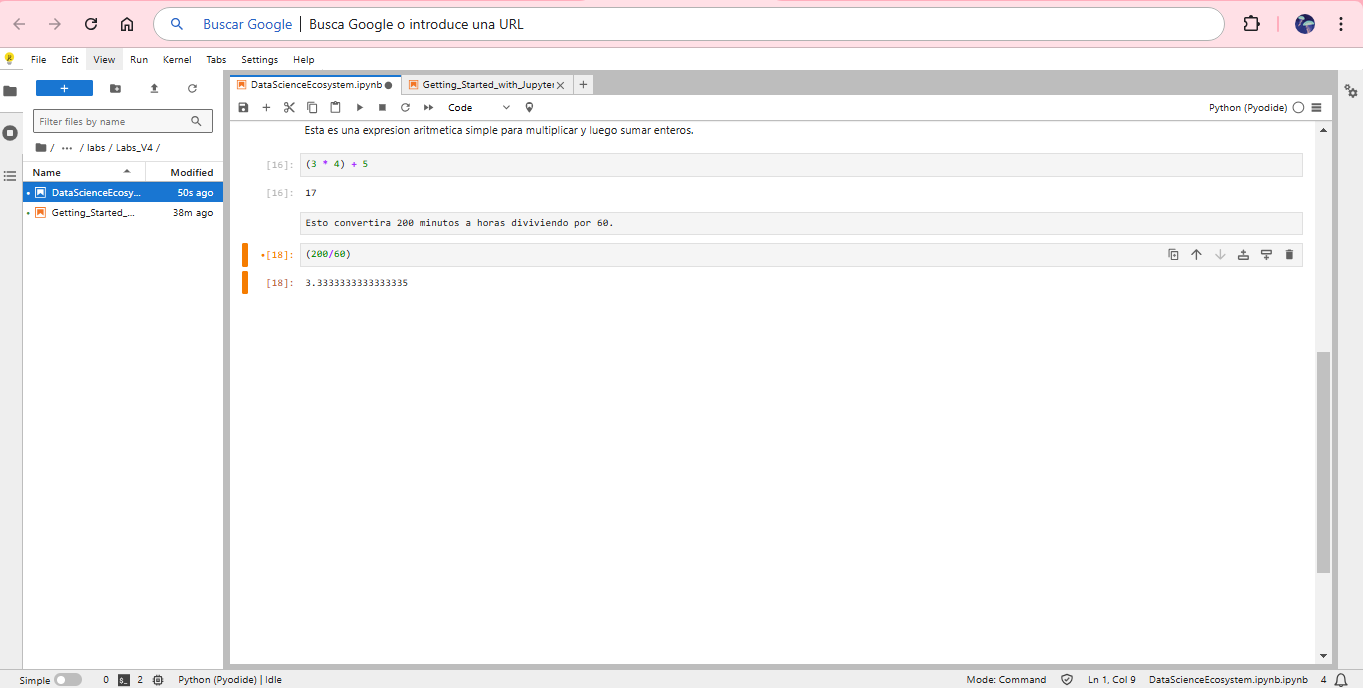 Buscar Google | Busca Google o introduce una URL
File Edit View Run Kernel Tabs Settings Help
+
DataScienceEcosystem.ipynb
Getting_Started_with_Jupyter
+
Filter files by name
Code
Python (Pyodide)
/ ... / labs / Labs_V4 /
Name Modified
DataScienceEcosy... 50s ago
Getting_Started_... 38m ago
Esta es una expresion aritmetica simple para multiplicar y luego sumar enteros.
[16]: (3 * 4) + 5
[16]: 17
Esto convertira 200 minutos a horas diviviendo por 60.
•[18]: (200/60)
[18]: 3.3333333333333335
Simple 0 $_ 2 Python (Pyodide) | Idle Mode: Command Ln 1, Col 9 DataScienceEcosystem.ipynb.ipynb 4